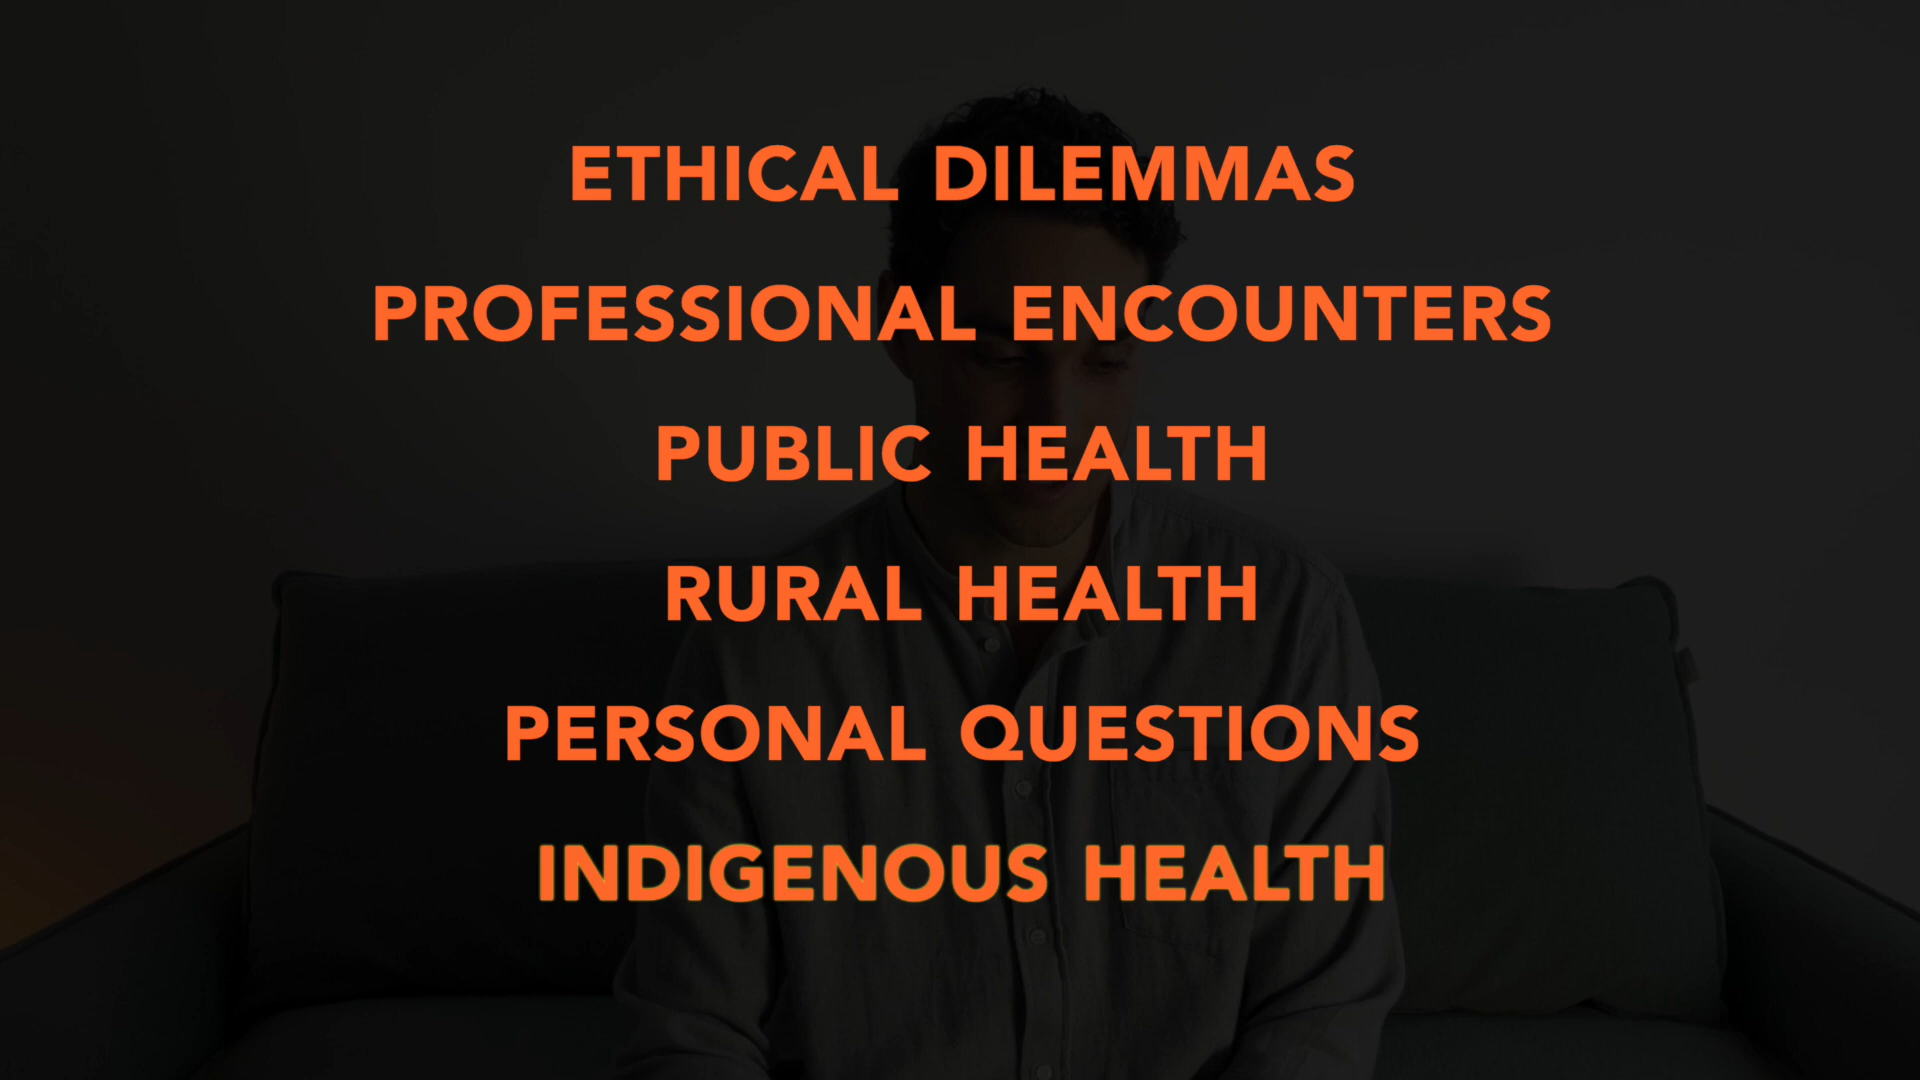 ETHICAL DILEMMAS
PROFESSIONAL ENCOUNTERS
PUBLIC HEALTH
RURAL HEALTH
PERSONAL QUESTIONS
INDIGENOUS HEALTH